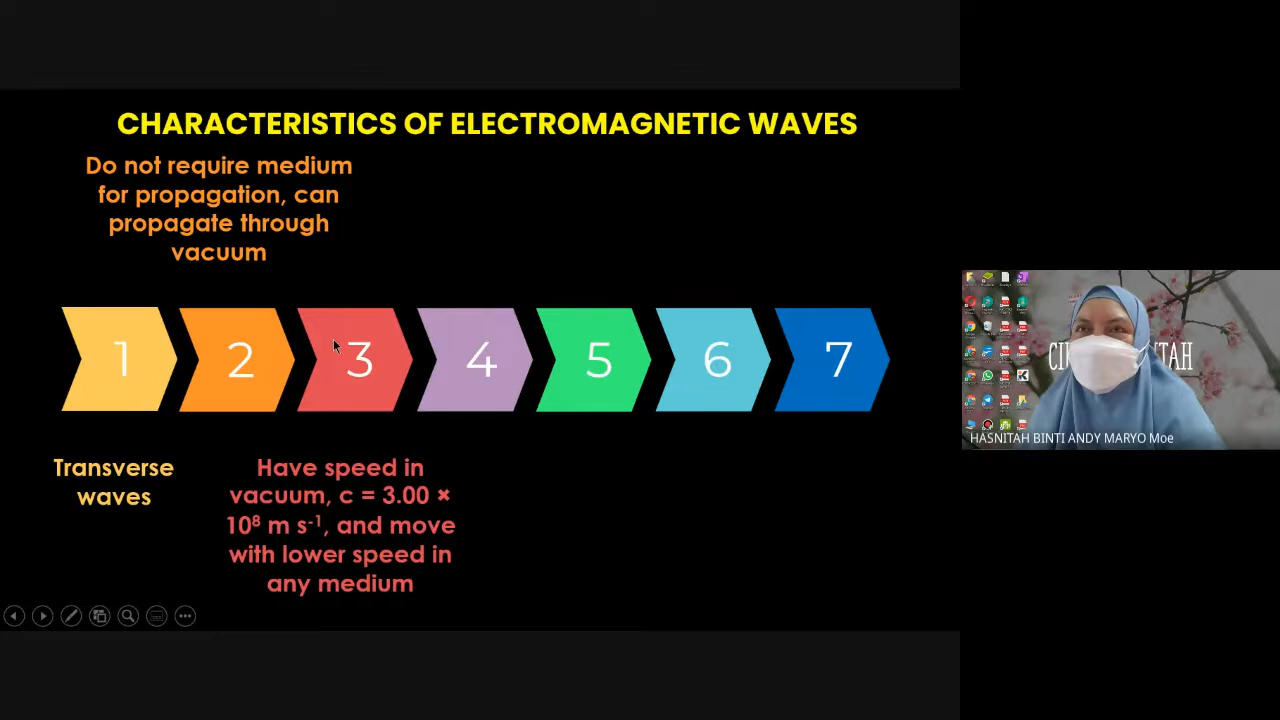 CHARACTERISTICS OF ELECTROMAGNETIC WAVES
Do not require medium
for propagation, can
propagate through
vacuum
1 2 3 4 5 6 7
Transverse
waves
Have speed in
vacuum, c = 3.00 ×
10⁸ m s⁻¹, and move
with lower speed in
any medium
HASNITAH BINTI ANDY MARYO Moe